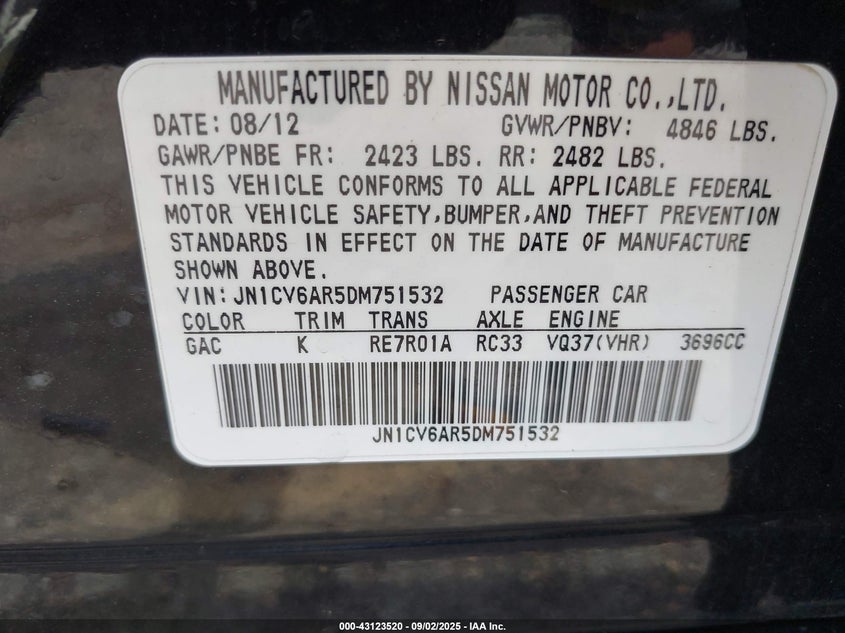 MANUFACTURED BY NISSAN MOTOR CO.,LTD.
DATE: 08/12 GVWR/PNBV: 4846 LBS.
GAWR/PNBE FR: 2423 LBS. RR: 2482 LBS.
THIS VEHICLE CONFORMS TO ALL APPLICABLE FEDERAL
MOTOR VEHICLE SAFETY,BUMPER,AND THEFT PREVENTION
STANDARDS IN EFFECT ON THE DATE OF MANUFACTURE
SHOWN ABOVE.
VIN:JN1CV6AR5DM751532 PASSENGER CAR
COLOR TRIM TRANS AXLE ENGINE
GAC K RE7R01A RC33 VQ37(VHR) 3696CC
JN1CV6AR5DM751532
000-43123520 - 09/02/2025 - IAA Inc.